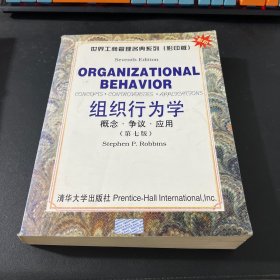 世界工商管理名典系列(影印版)
Seventh Edition
ORGANIZATIONAL
BEHAVIOR
CONCEPTS·CONTROVERSIES·APPLICATIONS
组织行为学
概念·争议·应用
(第七版)
Stephen P. Robbins
清华大学出版社 Prentice-Hall International,Inc.